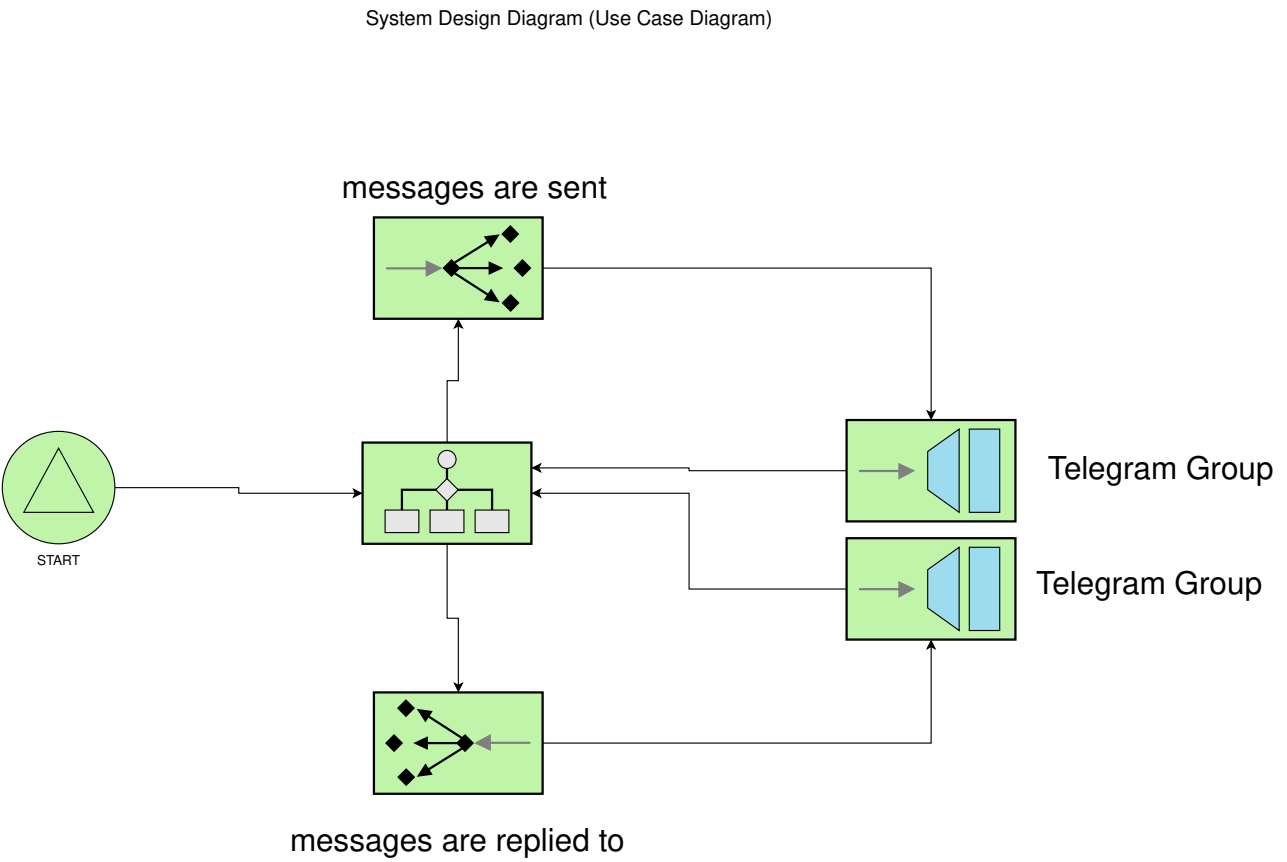 System Design Diagram (Use Case Diagram)
messages are sent
Telegram Group
START
Telegram Group
messages are replied to